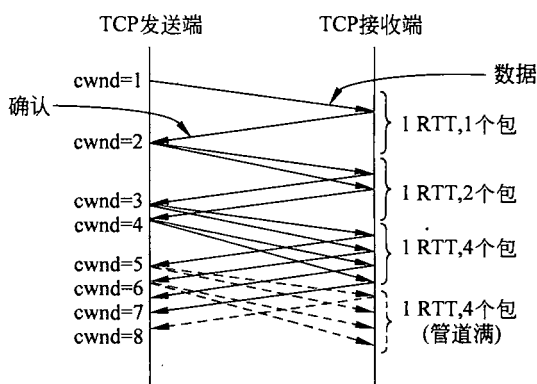 TCP发送端
TCP接收端
cwnd=1
数据
确认
1 RTT,1个包
cwnd=2
1 RTT,2个包
cwnd=3
cwnd=4
1 RTT,4个包
cwnd=5
cwnd=6
cwnd=7
1 RTT,4个包
(管道满)
cwnd=8